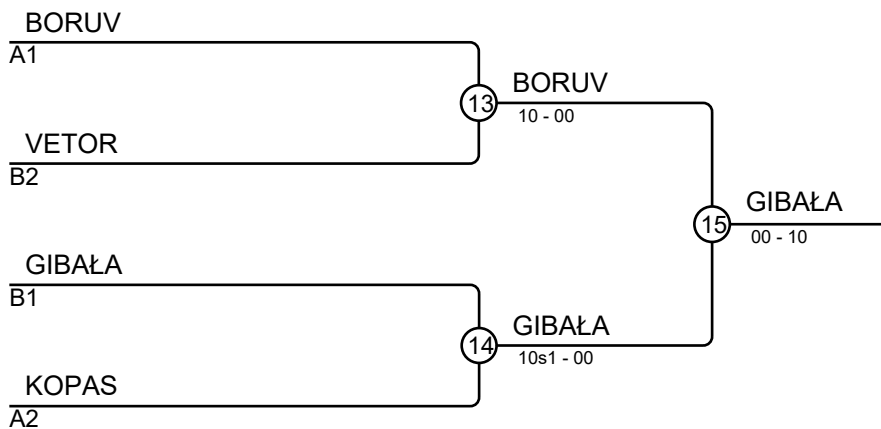 BORUV
A1
13
BORUV
10 - 00
VETOR
B2
15
GIBAŁA
00 - 10
GIBAŁA
B1
14
GIBAŁA
10s1 - 00
KOPAS
A2